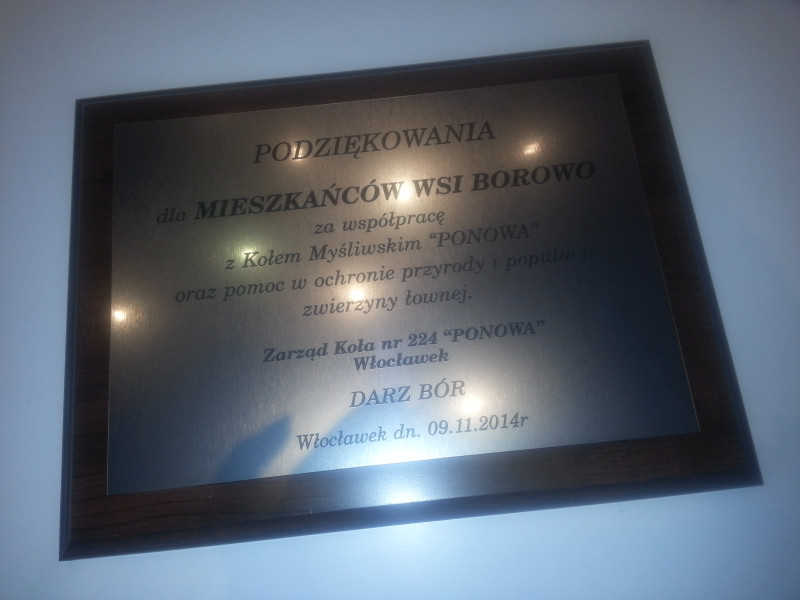 PODZIĘKOWANIA
dla MIESZKAŃCÓW WSI BOROWO
za współpracę
z Kołem Myśliwskim “PONOWA”
oraz pomoc w ochronie przyrody i populacji
zwierzyny łownej.
Zarząd Koła nr 224 “PONOWA”
Włocławek
DARZ BÓR
Włocławek dn. 09.11.2014r